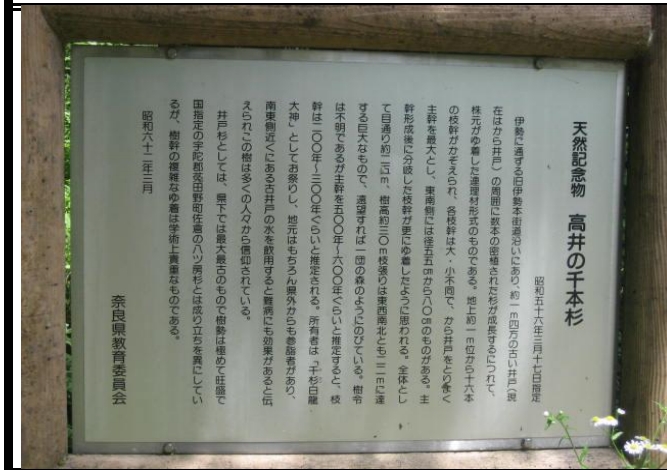 天然記念物　高井の千本杉
昭和五十六年三月十七日指定
伊勢に通ずる旧伊勢本街道沿いにあり、約一m四方の古い井戸（現
在はから井戸）の周囲に数本の密植された杉が成長するにつれて、
株元がゆ着した連理材形式のものである。地上約一m位から十六本
の枝幹がかぞえられ、各枝幹は大・小不同で、から井戸をとりまく
主幹を最大とし、東南側には径五五㎝から八〇㎝のものがある。主
幹形成後に分岐した枝幹が更にゆ着したように思われる。全体とし
て目通り約二五m、樹高約三〇m枝張りは東西南北とも二二mに達
する巨大なもので、遠望すれば一団の森のようにのびている。樹令
は不明であるが主幹を五〇〇年～六〇〇年ぐらいと推定すると、枝
幹は二〇〇年～三〇〇年ぐらいと推定される。所有者は「千杉白龍
大神」としてお祭りし、地元はもちろん県外からも参詣者があり、
南東側近くにある古井戸の水を飲用すると難病にも効果があると伝
えられこの樹は多くの人々から信仰されている。
井戸杉としては、県下では最大最古のもので樹勢は極めて旺盛で
国指定の宇陀郡菟田野町佐倉の八ツ房杉とは成り立ちを異にしてい
るが、樹幹の複雑なゆ着は学術上貴重なものである。
昭和六十二年三月
奈良県教育委員会